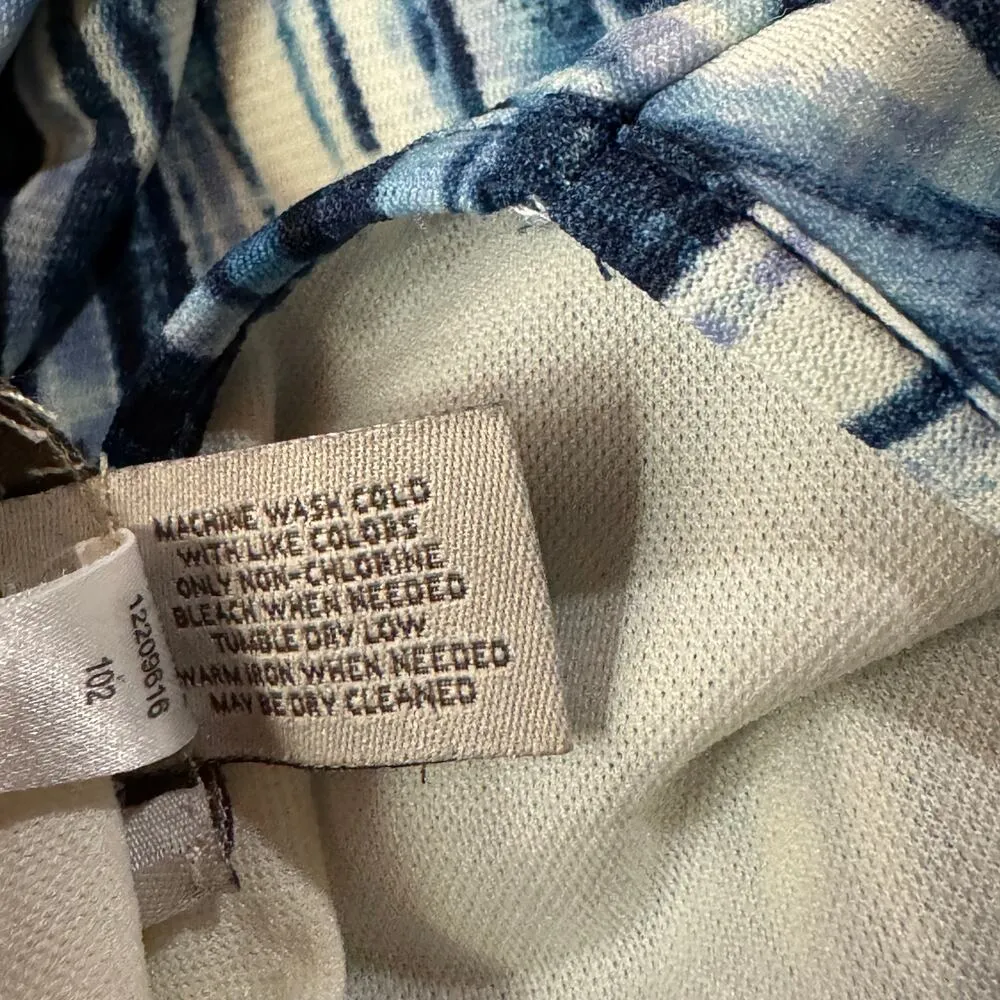 MACHINE WASH COLD
WITH LIKE COLORS
ONLY NON-CHLORINE
BLEACH WHEN NEEDED
TUMBLE DRY LOW
WARM IRON WHEN NEEDED
MAY BE DRY CLEANED
12209616
102